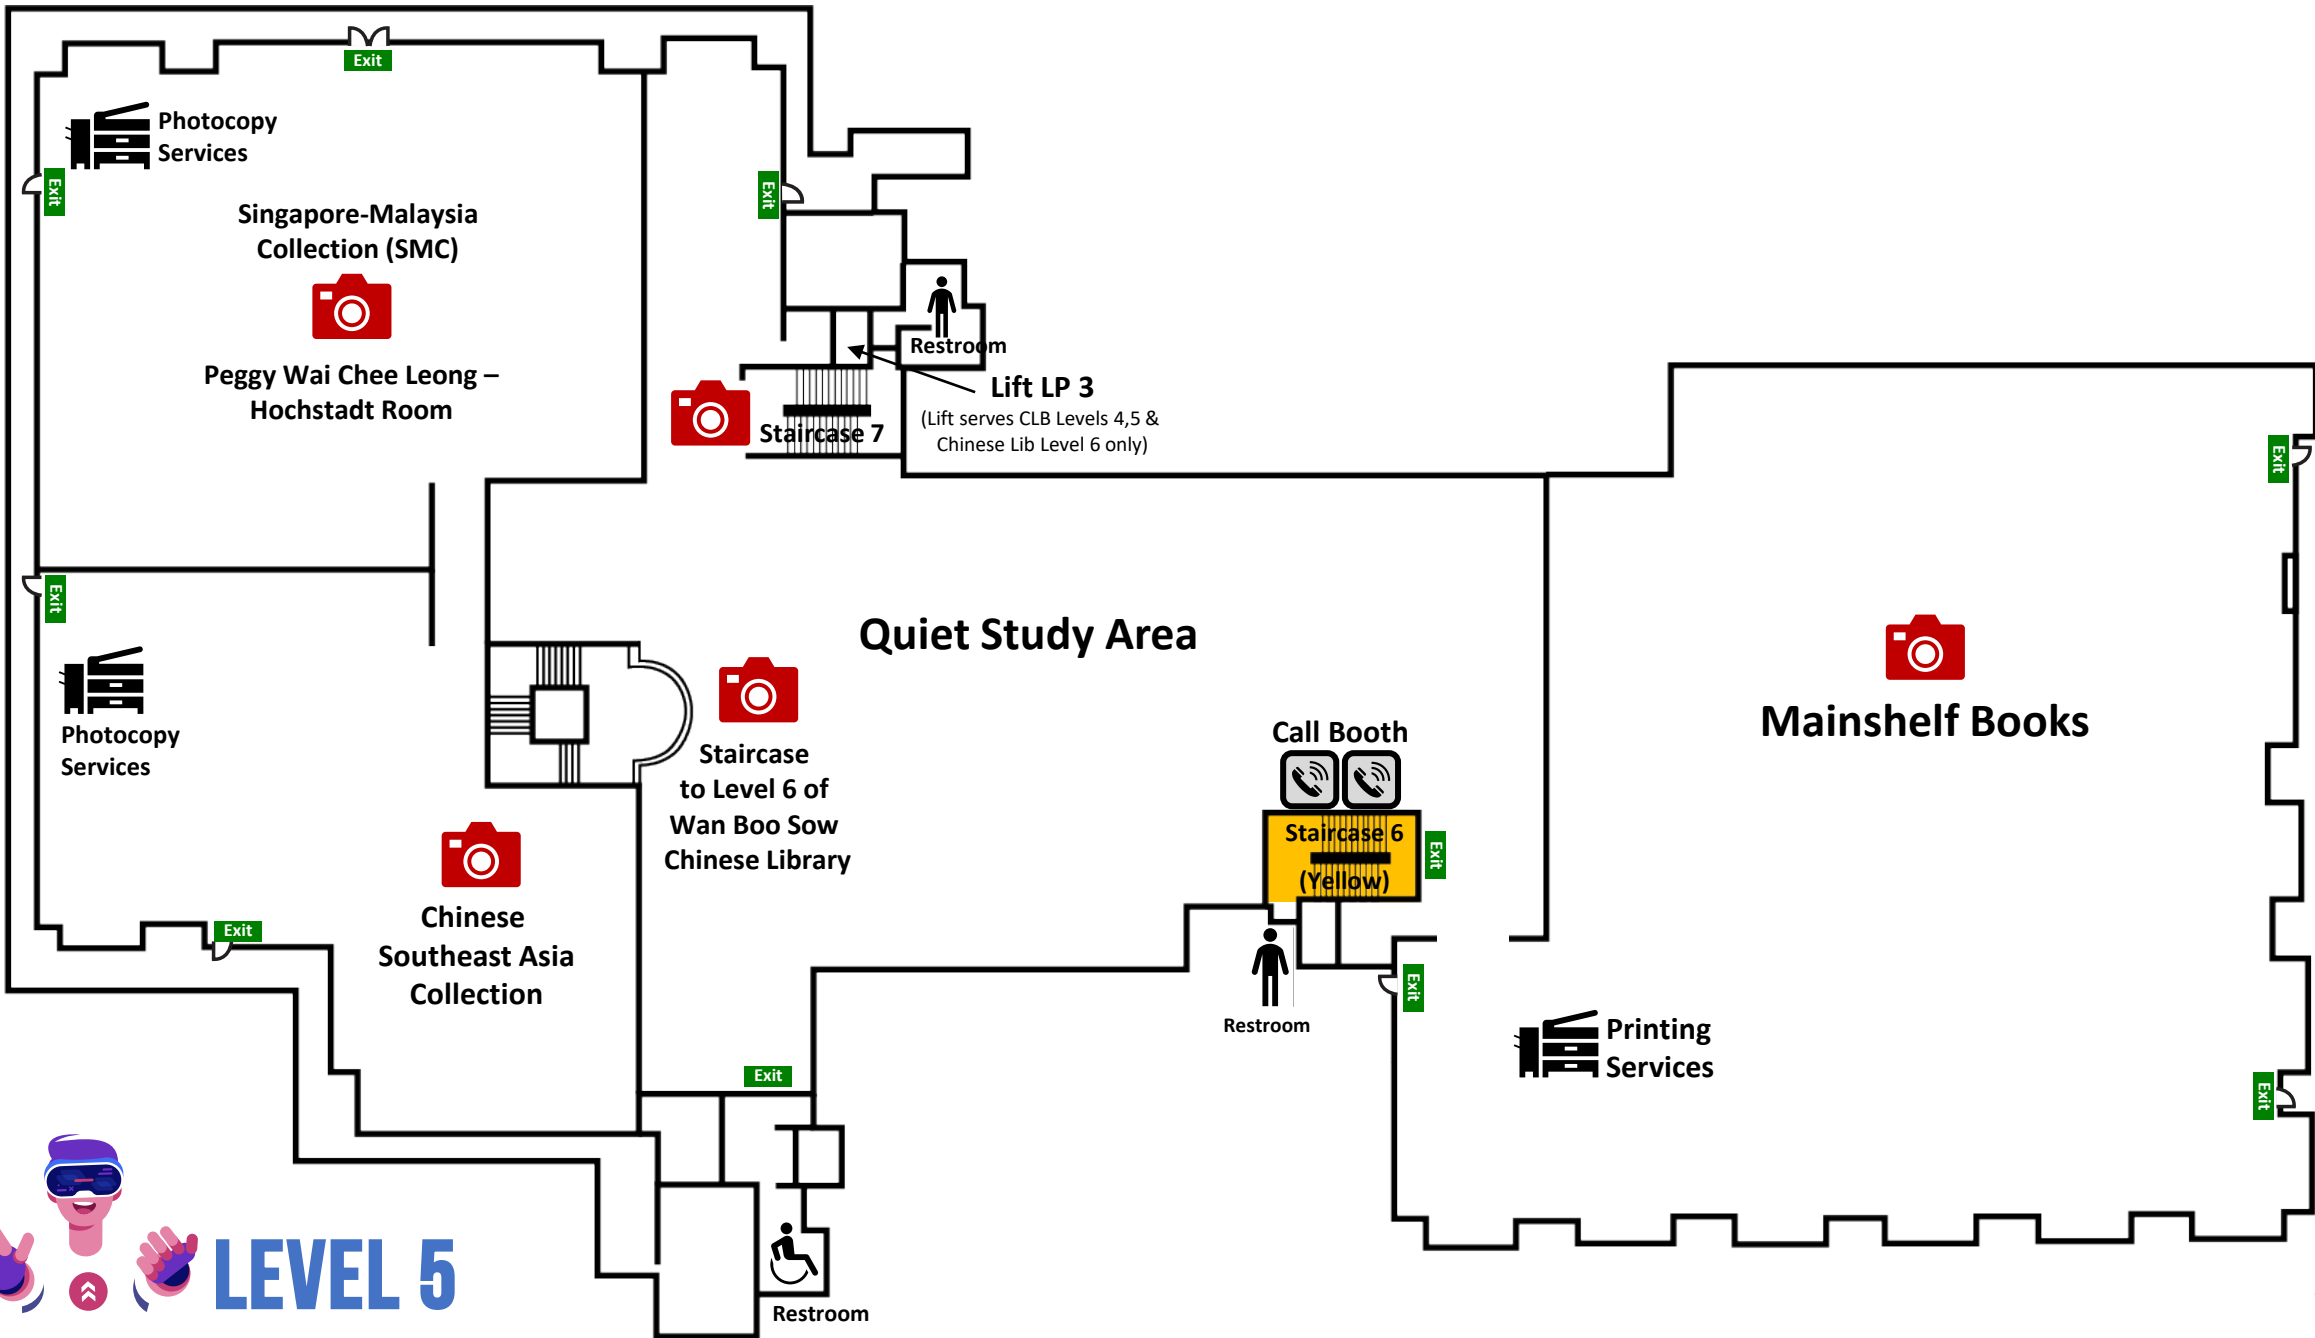 Exit
Photocopy
Services
Exit
Exit
Singapore-Malaysia
Collection (SMC)
Peggy Wai Chee Leong –
Hochstadt Room
Restroom
Lift LP 3
(Lift serves CLB Levels 4,5 &
Chinese Lib Level 6 only)
Staircase 7
Exit
Exit
Quiet Study Area
Mainshelf Books
Photocopy
Services
Staircase
to Level 6 of
Wan Boo Sow
Chinese Library
Call Booth
Staircase 6
(Yellow)
Exit
Chinese
Southeast Asia
Collection
Exit
Exit
Restroom
Printing
Services
Exit
Exit
LEVEL 5
Restroom